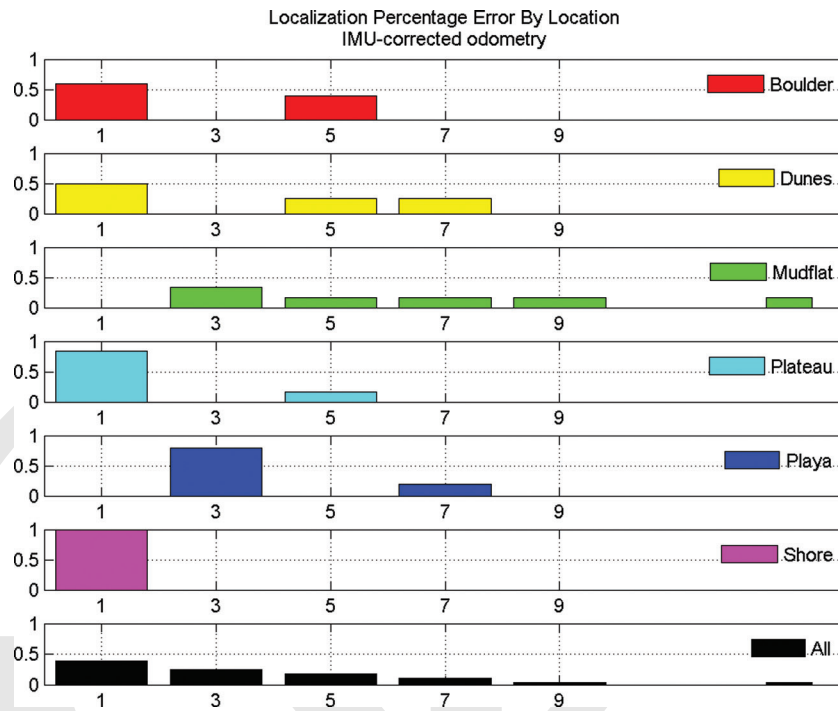 Localization Percentage Error By Location
IMU-corrected odometry
1
0.5
0
Boulder
1 3 5 7 9
1
0.5
0
Dunes
1 3 5 7 9
1
0.5
0
Mudflat
1 3 5 7 9
1
0.5
0
Plateau
1 3 5 7 9
1
0.5
0
Playa
1 3 5 7 9
1
0.5
0
Shore
1 3 5 7 9
1
0.5
0
All
1 3 5 7 9